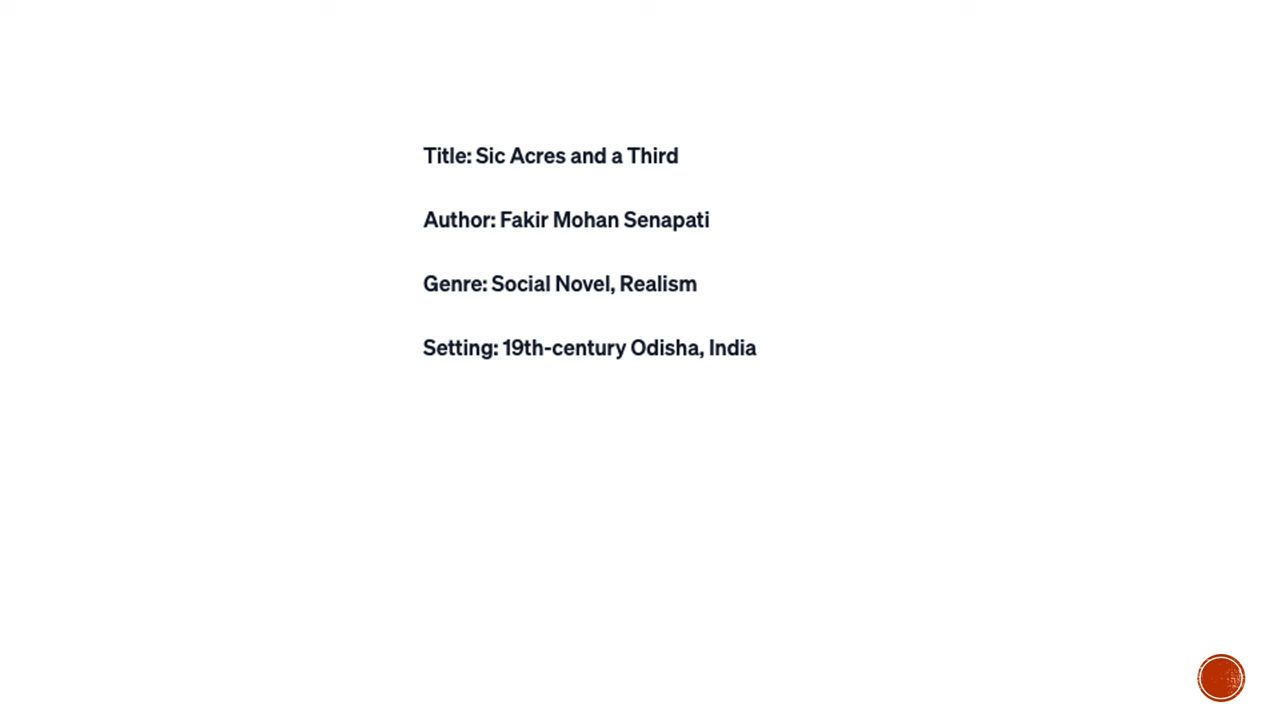 Title: Sic Acres and a Third
Author: Fakir Mohan Senapati
Genre: Social Novel, Realism
Setting: 19th-century Odisha, India